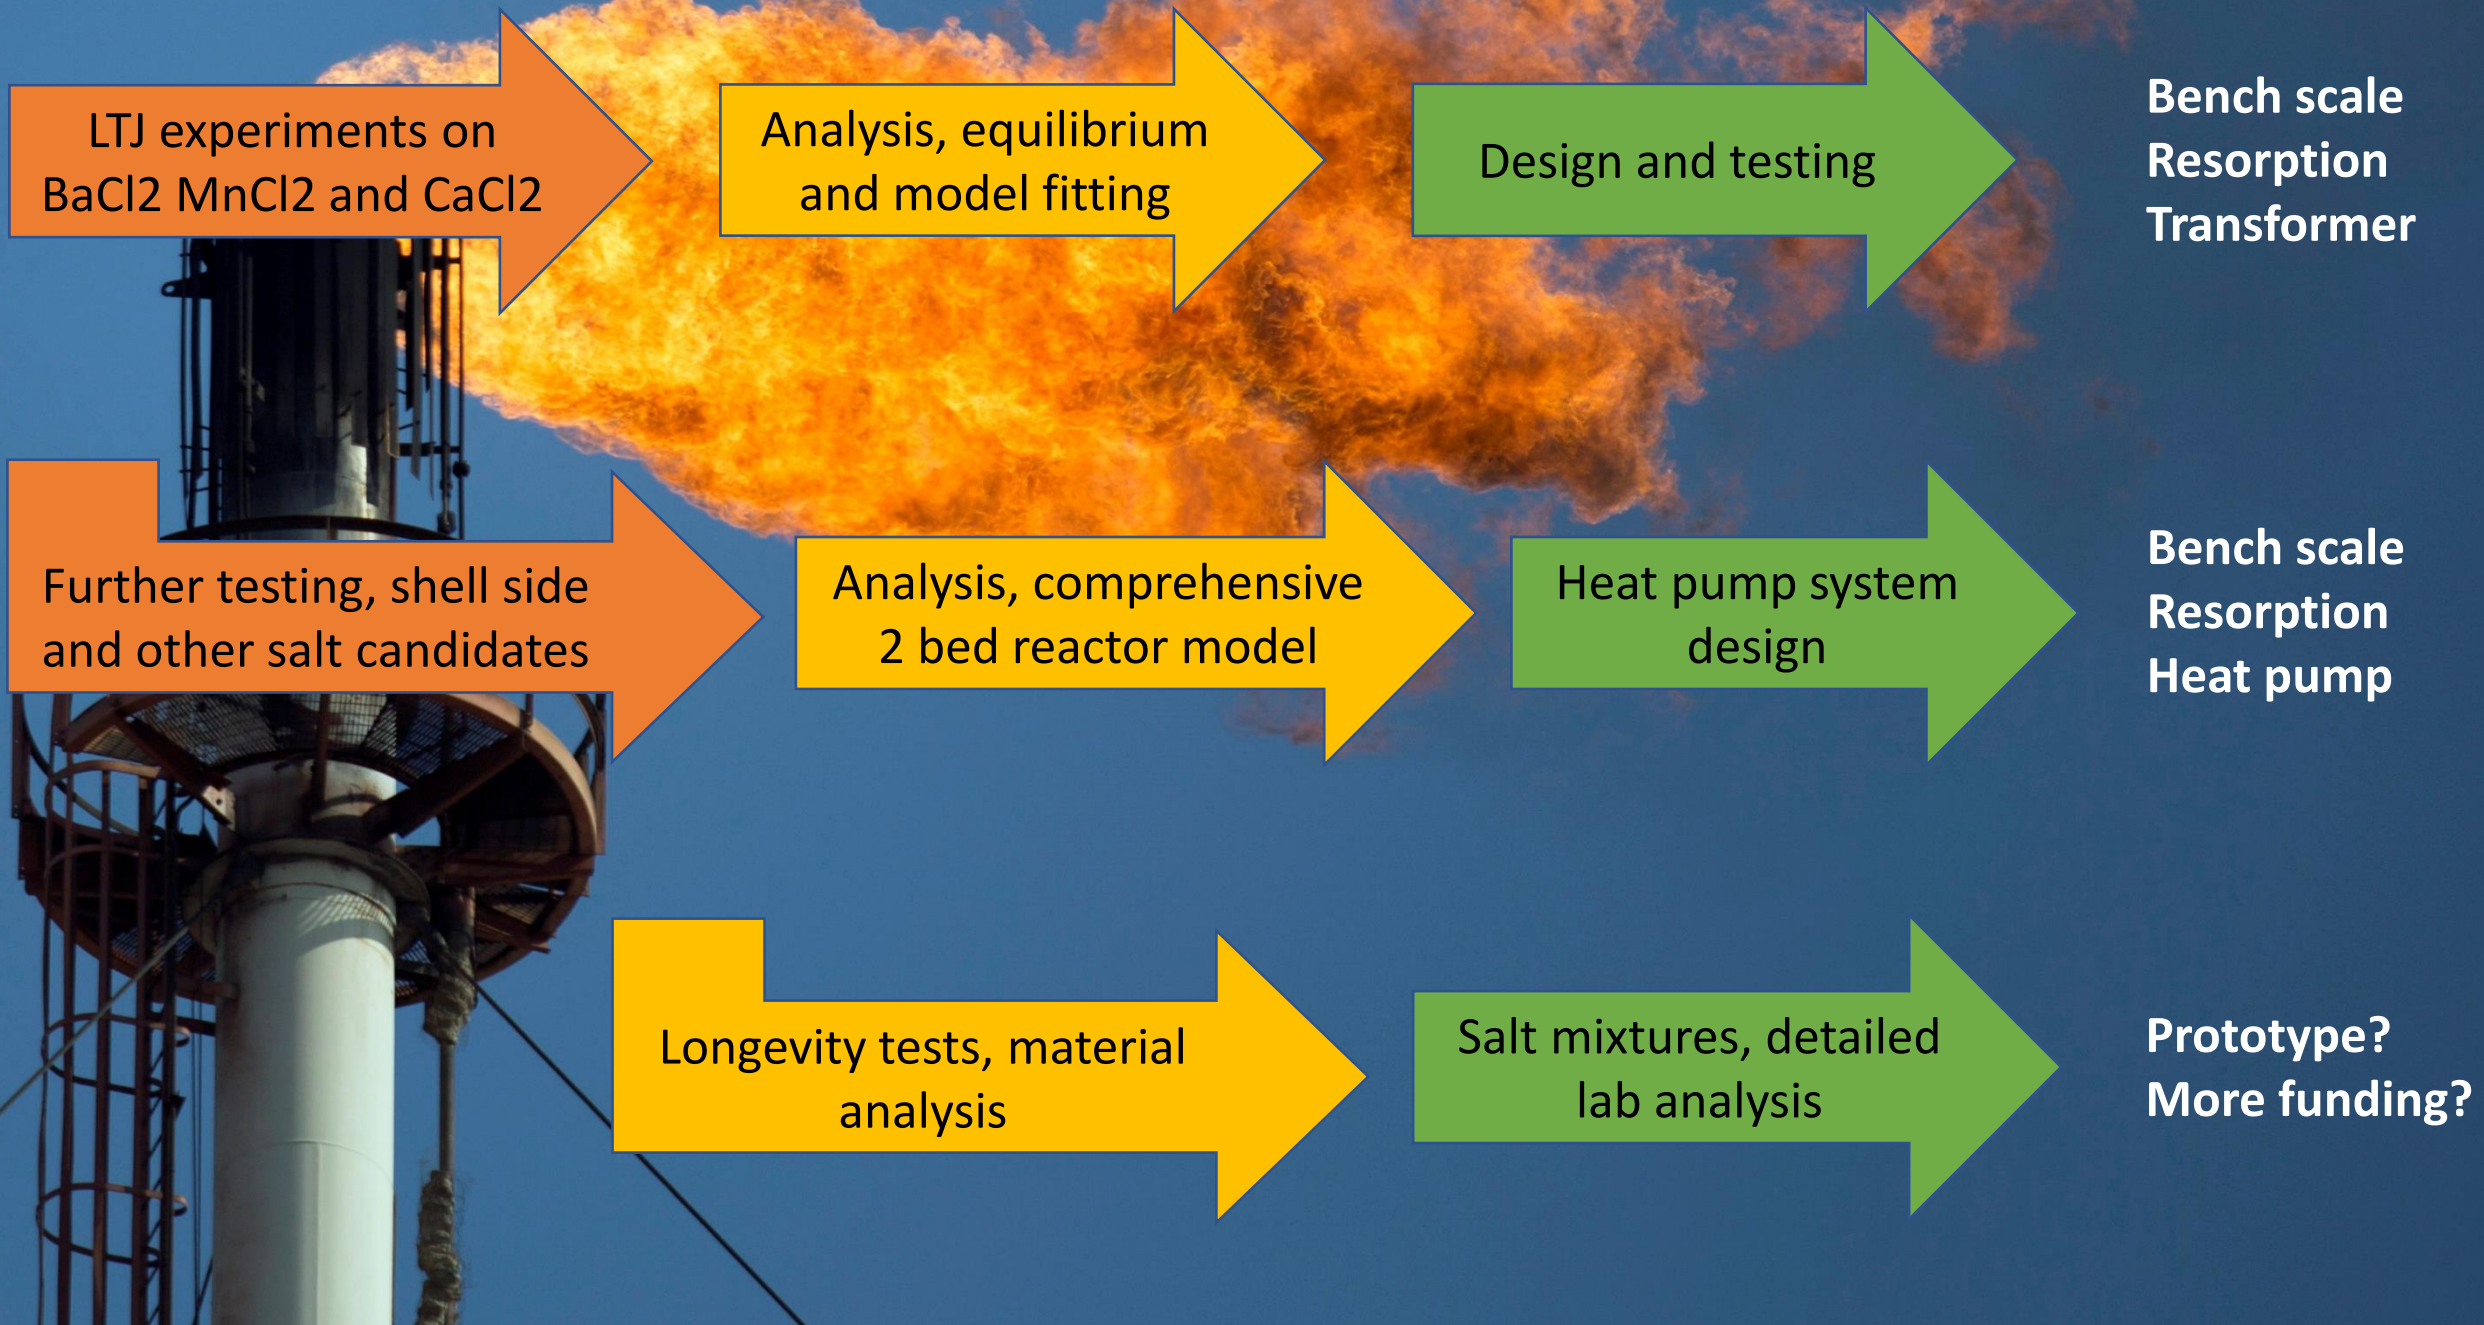 LTJ experiments on
BaCl2 MnCl2 and CaCl2
Analysis, equilibrium
and model fitting
Design and testing
Bench scale
Resorption
Transformer
Further testing, shell side
and other salt candidates
Analysis, comprehensive
2 bed reactor model
Heat pump system
design
Bench scale
Resorption
Heat pump
Longevity tests, material
analysis
Salt mixtures, detailed
lab analysis
Prototype?
More funding?